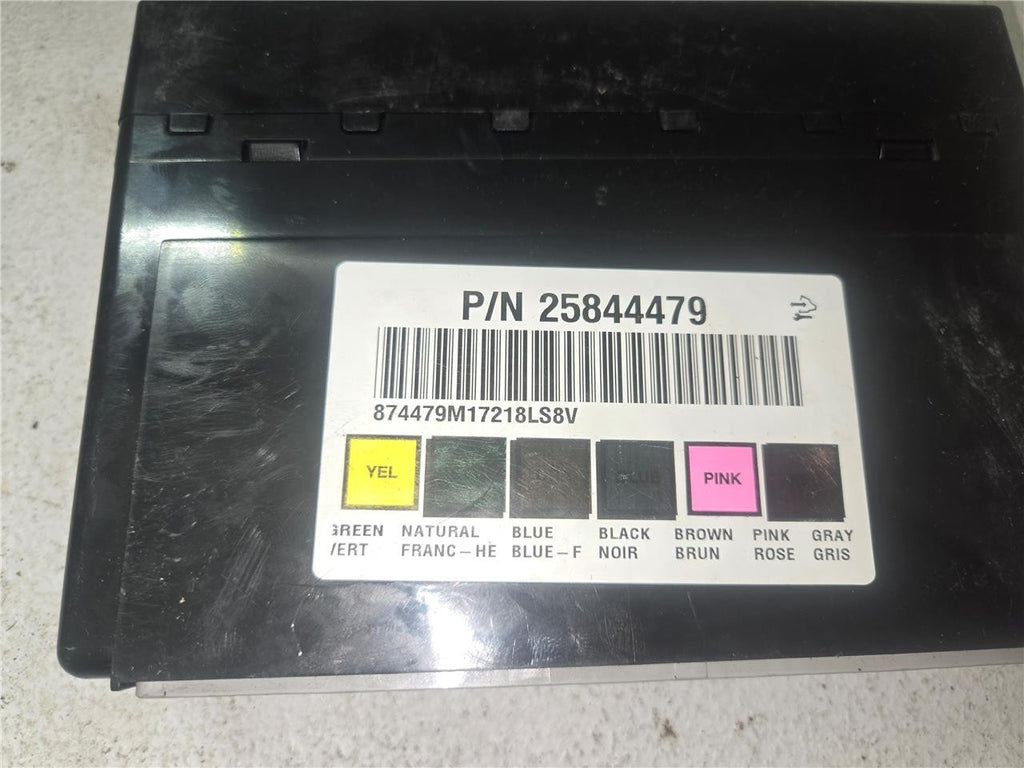 P/N 25844479
874479M17218LS8V
YEL BLUE PINK
GREEN NATURAL BLUE BLACK BROWN PINK GRAY
VERT FRANC-HE BLUE-F NOIR BRUN ROSE GRIS